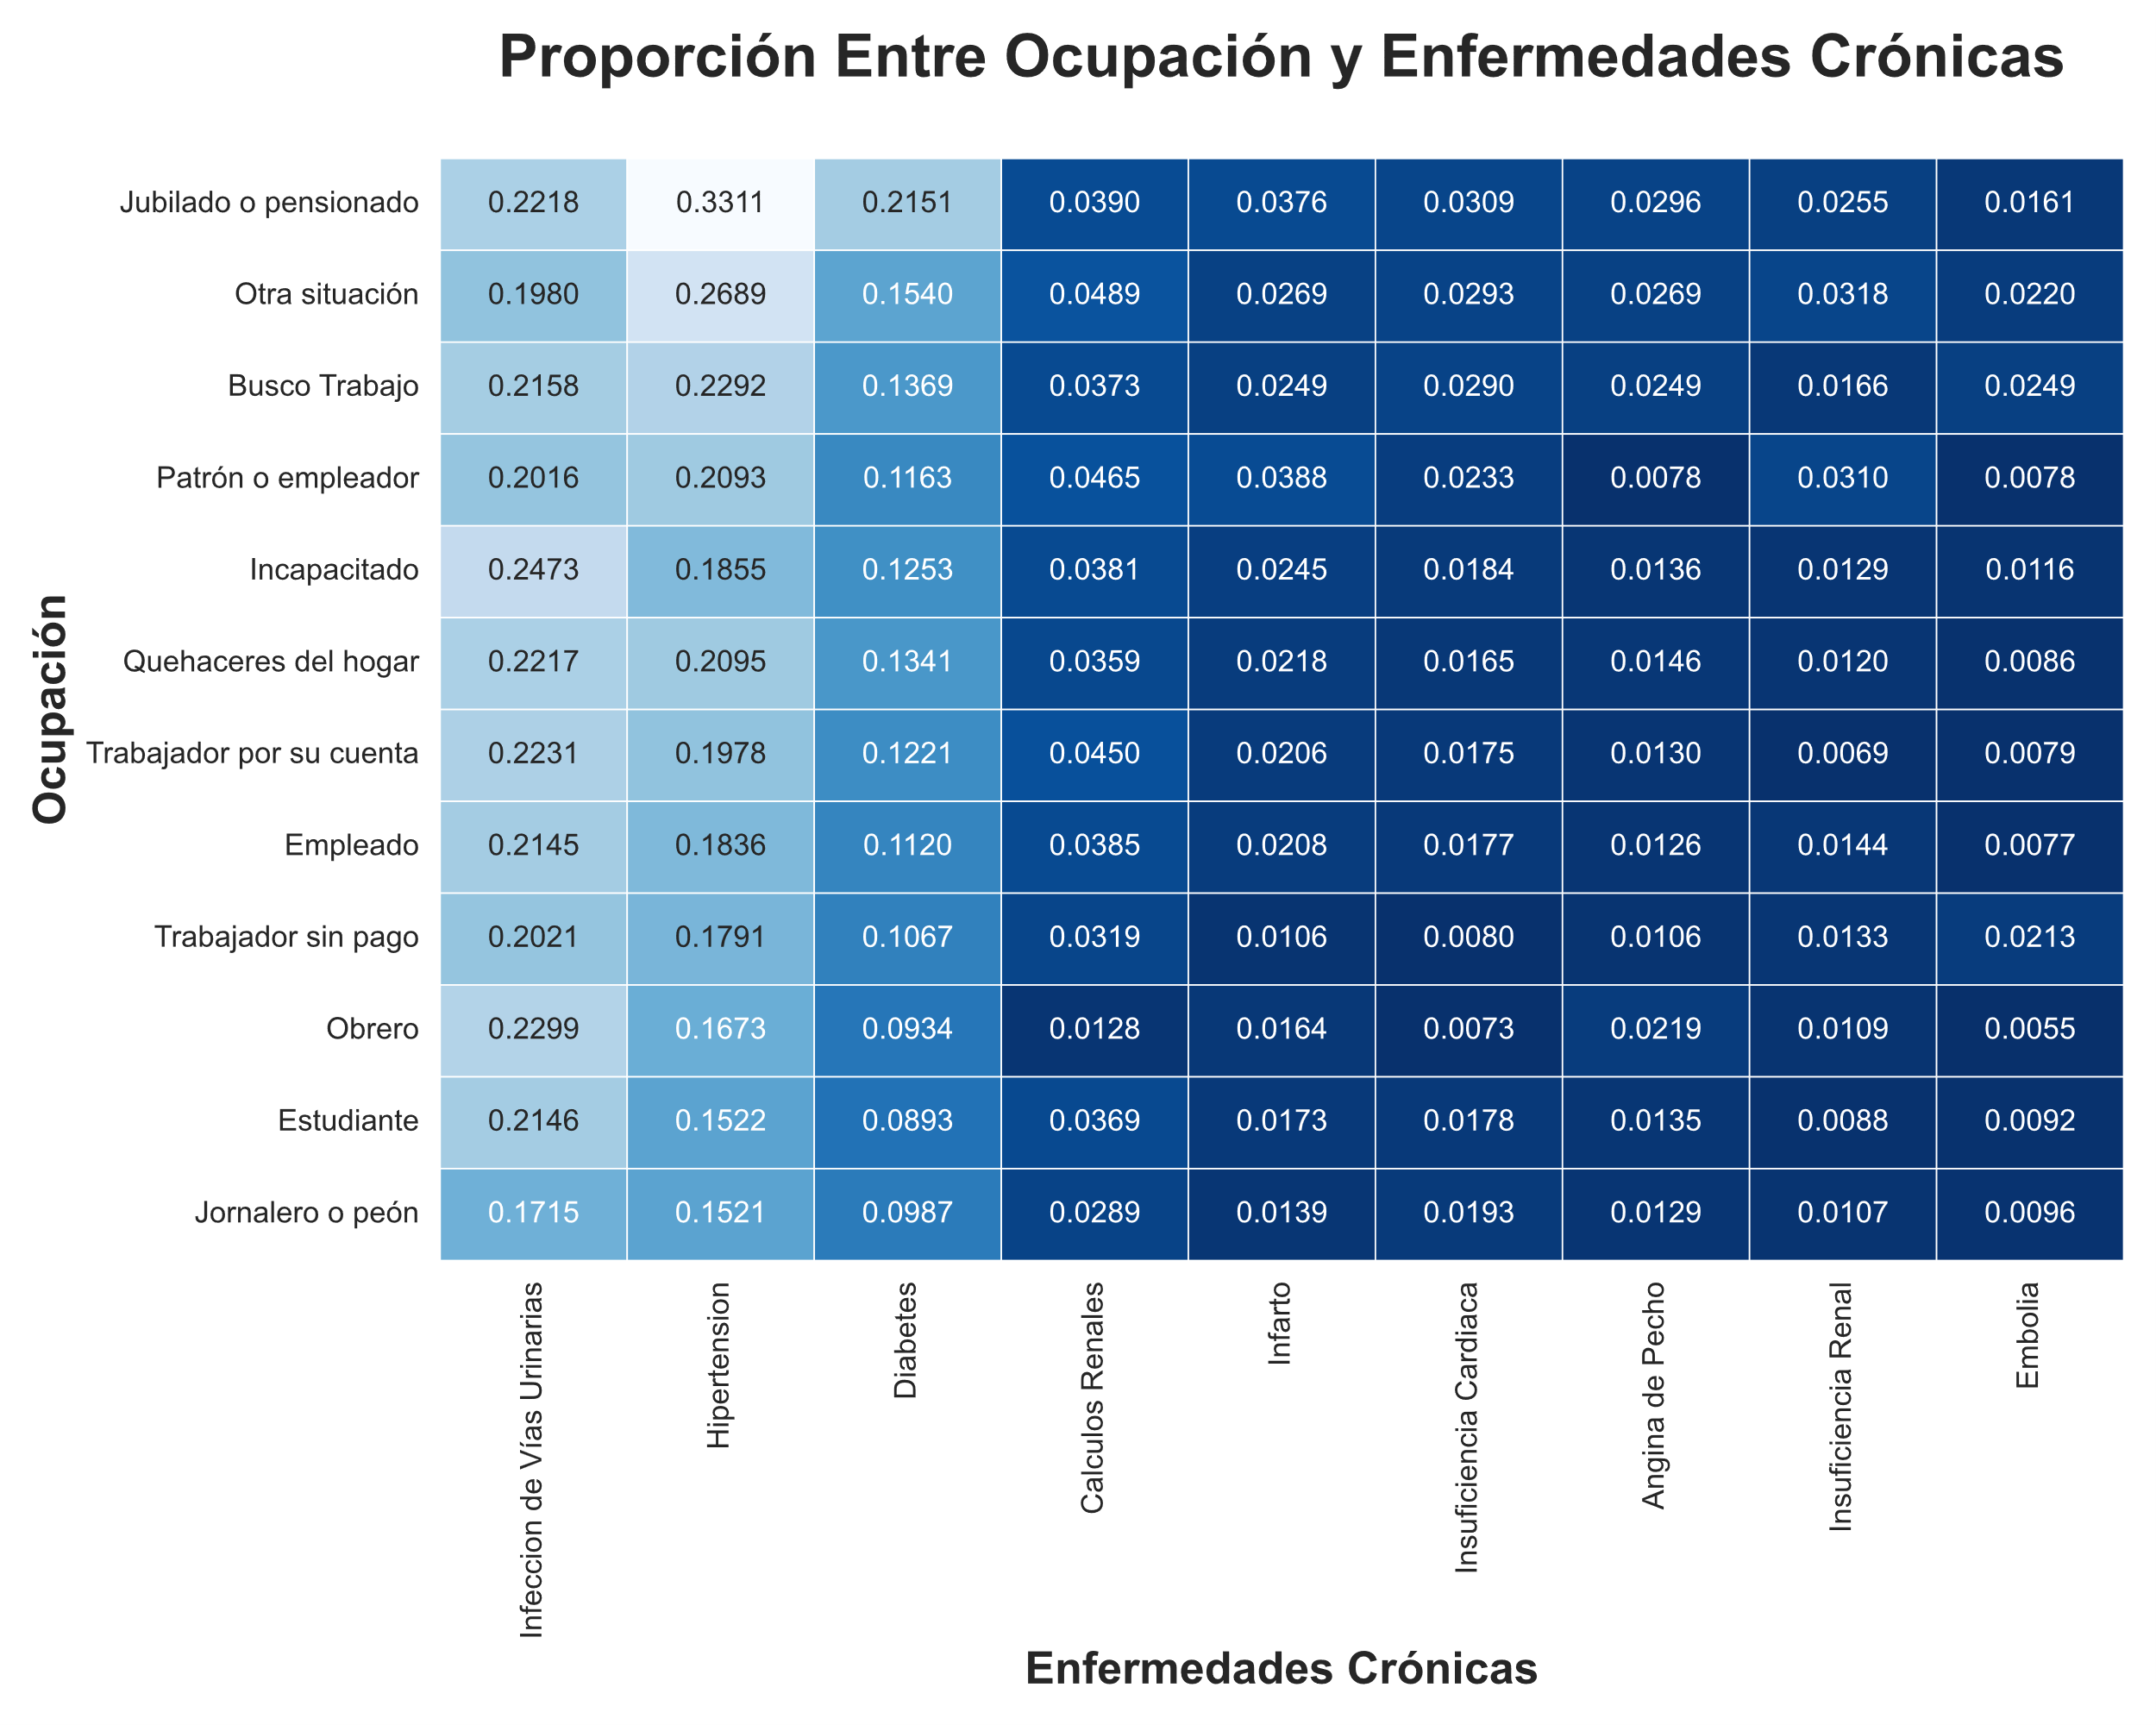 Proporción Entre Ocupación y Enfermedades Crónicas
Ocupación
Jubilado o pensionado 0.2218 0.3311 0.2151 0.0390 0.0376 0.0309 0.0296 0.0255 0.0161
Otra situación 0.1980 0.2689 0.1540 0.0489 0.0269 0.0293 0.0269 0.0318 0.0220
Busco Trabajo 0.2158 0.2292 0.1369 0.0373 0.0249 0.0290 0.0249 0.0166 0.0249
Patrón o empleador 0.2016 0.2093 0.1163 0.0465 0.0388 0.0233 0.0078 0.0310 0.0078
Incapacitado 0.2473 0.1855 0.1253 0.0381 0.0245 0.0184 0.0136 0.0129 0.0116
Quehaceres del hogar 0.2217 0.2095 0.1341 0.0359 0.0218 0.0165 0.0146 0.0120 0.0086
Trabajador por su cuenta 0.2231 0.1978 0.1221 0.0450 0.0206 0.0175 0.0130 0.0069 0.0079
Empleado 0.2145 0.1836 0.1120 0.0385 0.0208 0.0177 0.0126 0.0144 0.0077
Trabajador sin pago 0.2021 0.1791 0.1067 0.0319 0.0106 0.0080 0.0106 0.0133 0.0213
Obrero 0.2299 0.1673 0.0934 0.0128 0.0164 0.0073 0.0219 0.0109 0.0055
Estudiante 0.2146 0.1522 0.0893 0.0369 0.0173 0.0178 0.0135 0.0088 0.0092
Jornalero o peón 0.1715 0.1521 0.0987 0.0289 0.0139 0.0193 0.0129 0.0107 0.0096
Infeccion de Vías Urinarias
Hipertension
Diabetes
Calculos Renales
Infarto
Insuficiencia Cardiaca
Angina de Pecho
Insuficiencia Renal
Embolia
Enfermedades Crónicas